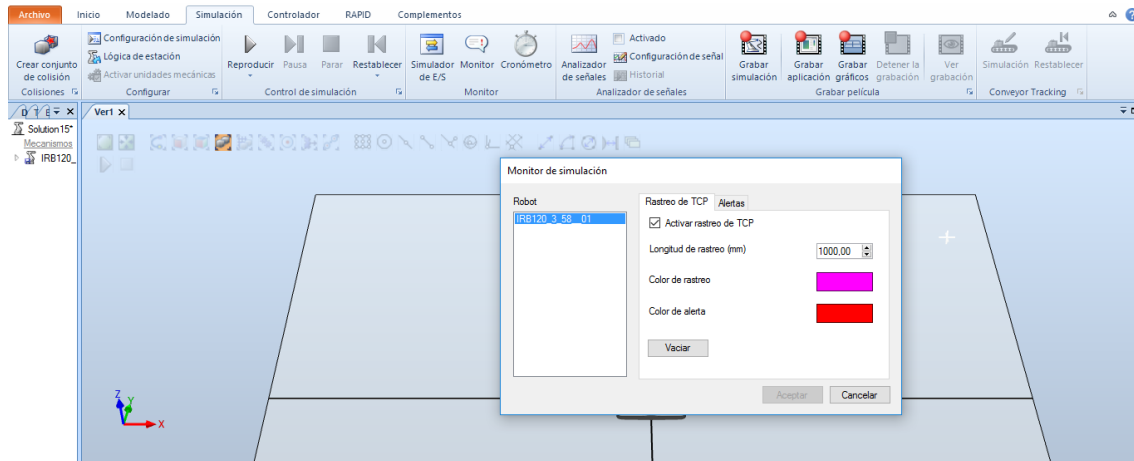 Archivo Inicio Modelado Simulación Controlador RAPID Complementos
Crear conjunto de colisión
Configuración de simulación
Lógica de estación
Activar unidades mecánicas
Reproducir Pausa Parar Restablecer
Simulador de E/S
Monitor
Cronómetro
Analizador de señales
Activado
Configuración de señal
Historial
Grabar simulación
Grabar aplicación
Grabar gráficos
Detener la grabación
Ver grabación
Simulación Restablecer
Colisiones Configurar Control de simulación Monitor Analizador de señales Grabar película Conveyor Tracking
D T E
Ver1
Solution15*
Mecanismos
IRB120_
Monitor de simulación
Robot
IRB120_3_58__01
Rastreo de TCP Alertas
Activar rastreo de TCP
Longitud de rastreo (mm) 1000,00
Color de rastreo
Color de alerta
Vaciar
Aceptar Cancelar
Z
Y
X